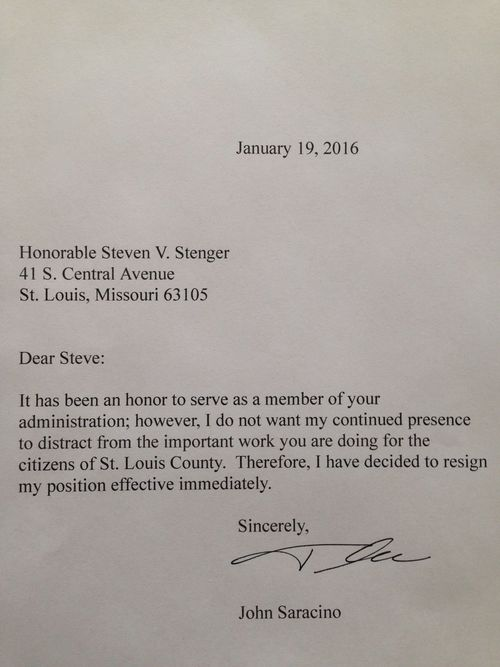 January 19, 2016
Honorable Steven V. Stenger
41 S. Central Avenue
St. Louis, Missouri 63105
Dear Steve:
It has been an honor to serve as a member of your
administration; however, I do not want my continued presence
to distract from the important work you are doing for the
citizens of St. Louis County.  Therefore, I have decided to resign
my position effective immediately.
Sincerely,
John Saracino